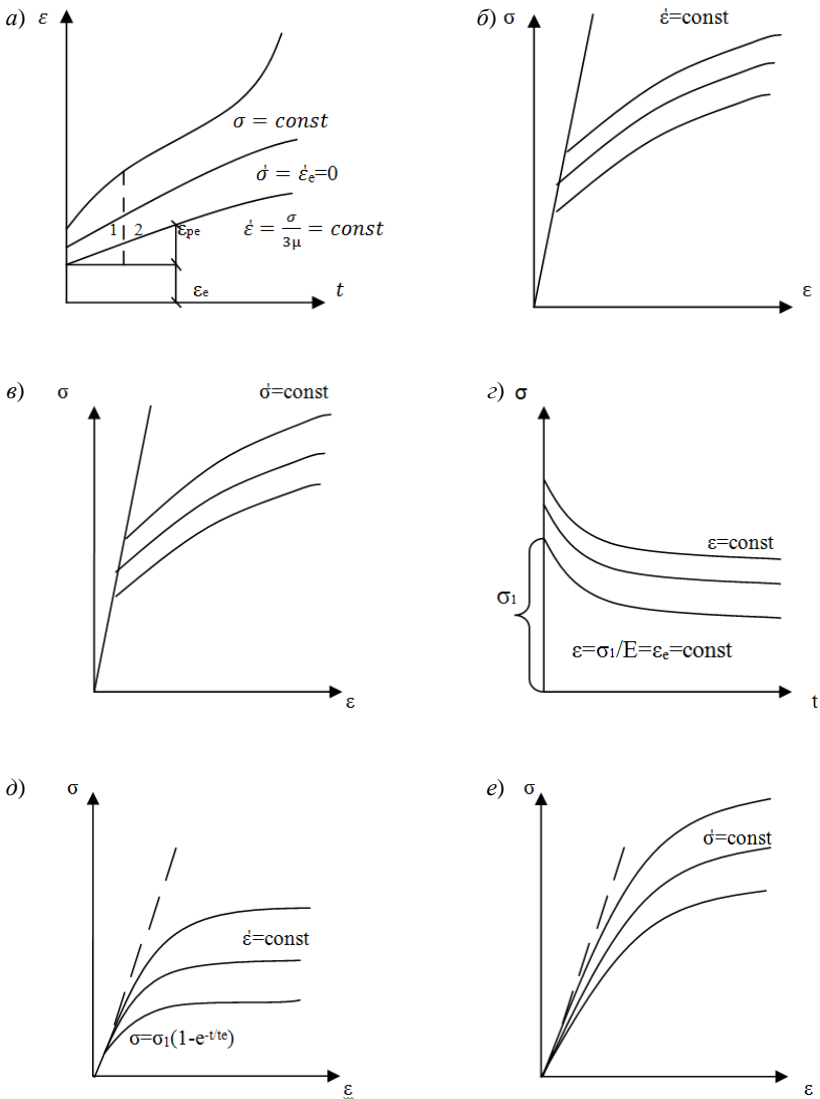 а) ε
σ = const
σ̇ = ε̇ₑ=0
1 2 εpe
ε̇ = σ/3μ = const
εe
t
б) σ
ε̇=const
ε
в) σ
σ̇=const
ε
г) σ
ε=const
σ1
ε=σ1/E=εe=const
t
д) σ
ε̇=const
σ=σ1(1-e-t/te)
ε
е) σ
σ̇=const
ε